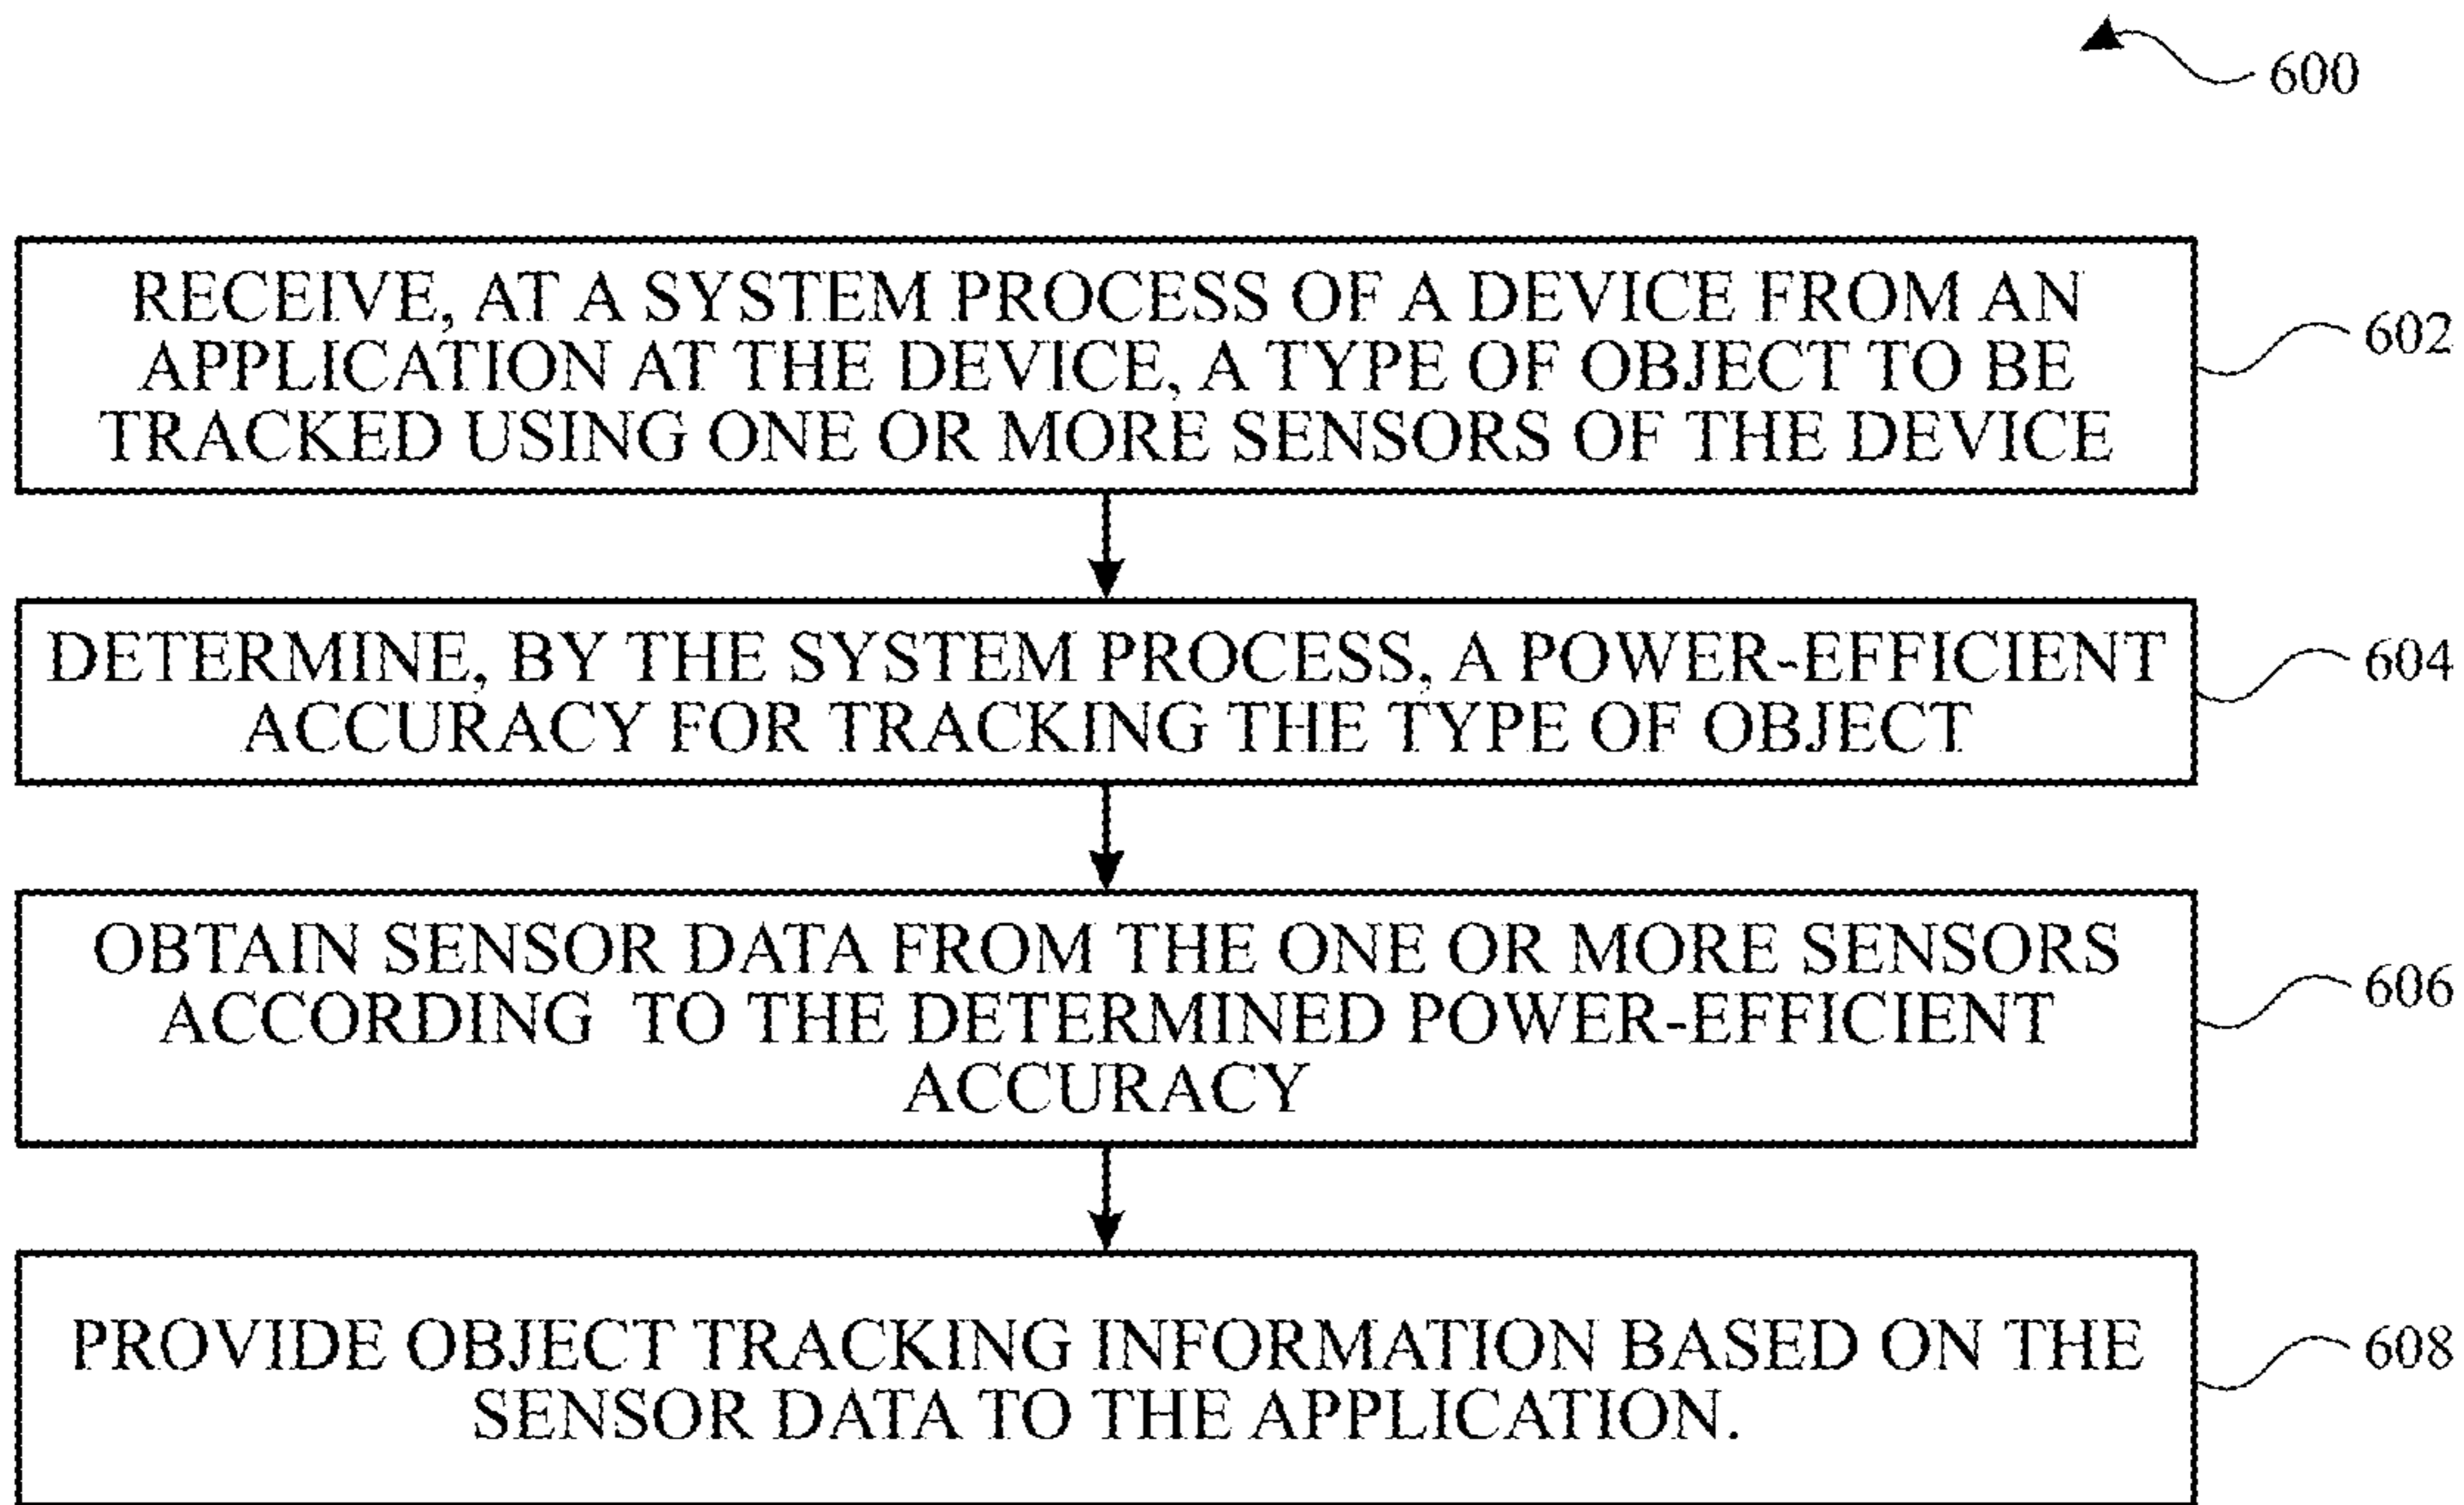 600
RECEIVE, AT A SYSTEM PROCESS OF A DEVICE FROM AN
APPLICATION AT THE DEVICE, A TYPE OF OBJECT TO BE
TRACKED USING ONE OR MORE SENSORS OF THE DEVICE
602
DETERMINE, BY THE SYSTEM PROCESS, A POWER-EFFICIENT
ACCURACY FOR TRACKING THE TYPE OF OBJECT
604
OBTAIN SENSOR DATA FROM THE ONE OR MORE SENSORS
ACCORDING TO THE DETERMINED POWER-EFFICIENT
ACCURACY
606
PROVIDE OBJECT TRACKING INFORMATION BASED ON THE
SENSOR DATA TO THE APPLICATION.
608